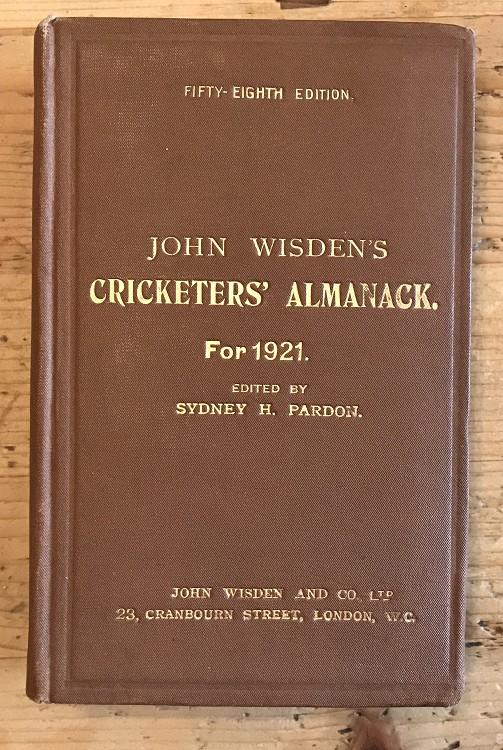 FIFTY-EIGHTH EDITION.
JOHN WISDEN'S
CRICKETERS' ALMANACK.
For 1921.
EDITED BY
SYDNEY H. PARDON.
JOHN WISDEN AND CO. LTD
23, CRANBOURN STREET, LONDON, W.C.